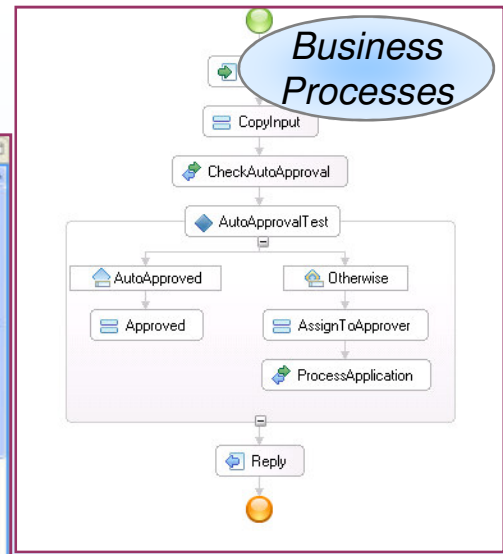 Business
Processes
CopyInput
CheckAutoApproval
AutoApprovalTest
AutoApproved
Otherwise
Approved
AssignToApprover
ProcessApplication
Reply